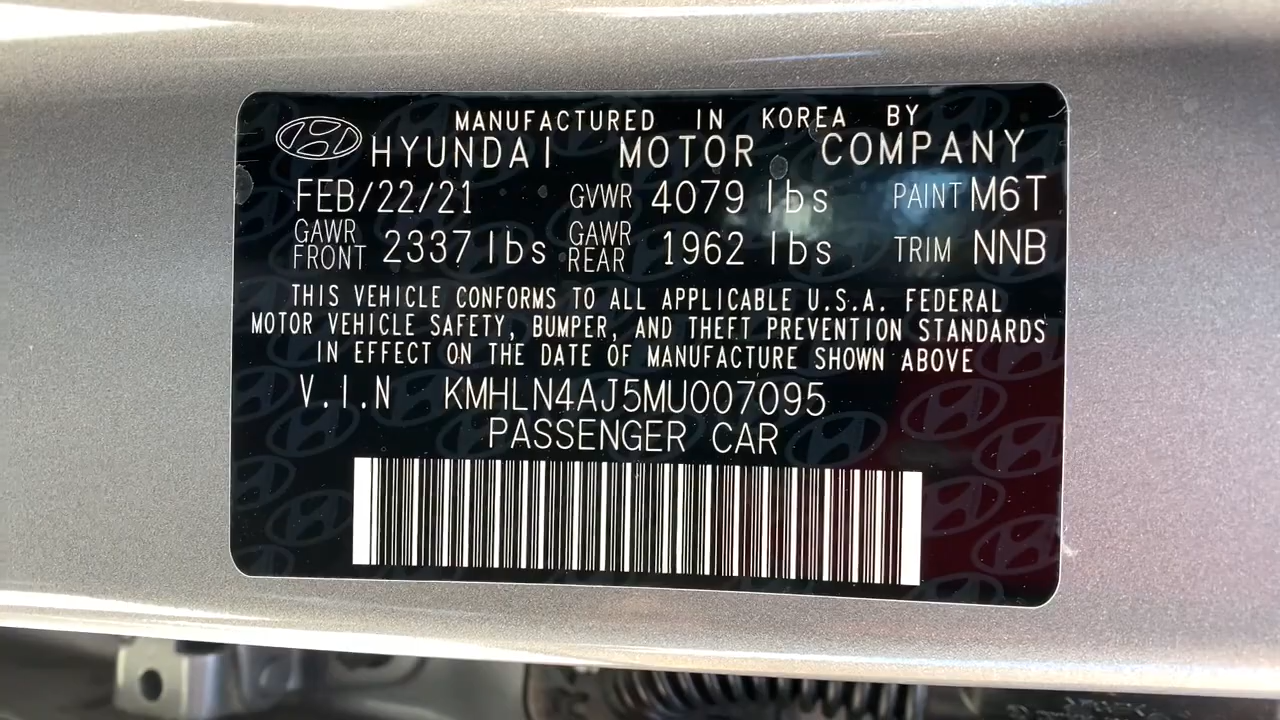 MANUFACTURED IN KOREA BY
HYUNDAI MOTOR COMPANY
FEB/22/21 GVWR 4079 lbs PAINT M6T
GAWR FRONT 2337 lbs GAWR REAR 1962 lbs TRIM NNB
THIS VEHICLE CONFORMS TO ALL APPLICABLE U.S.A. FEDERAL
MOTOR VEHICLE SAFETY, BUMPER, AND THEFT PREVENTION STANDARDS
IN EFFECT ON THE DATE OF MANUFACTURE SHOWN ABOVE
V.I.N KMHLN4AJ5MU007095
PASSENGER CAR